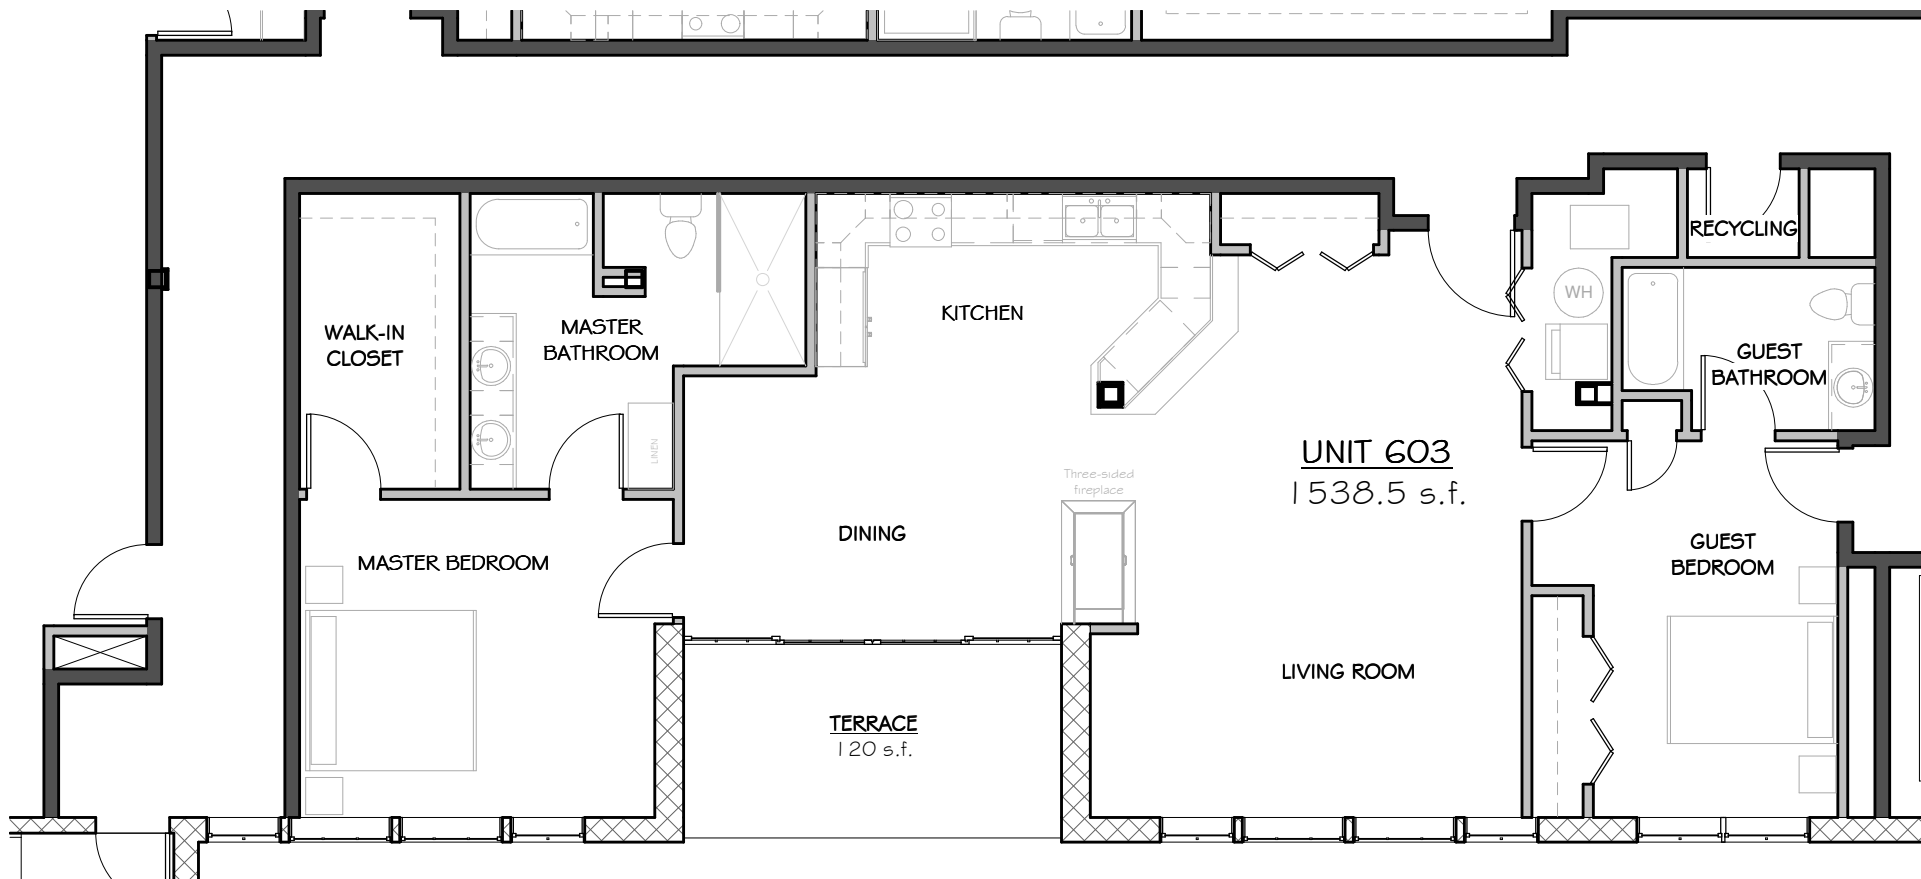 RECYCLING
WH
KITCHEN
WALK-IN
CLOSET
MASTER
BATHROOM
GUEST
BATHROOM
LINEN
UNIT 603
1538.5 s.f.
Three-sided
fireplace
DINING
MASTER BEDROOM
GUEST
BEDROOM
LIVING ROOM
TERRACE
120 s.f.